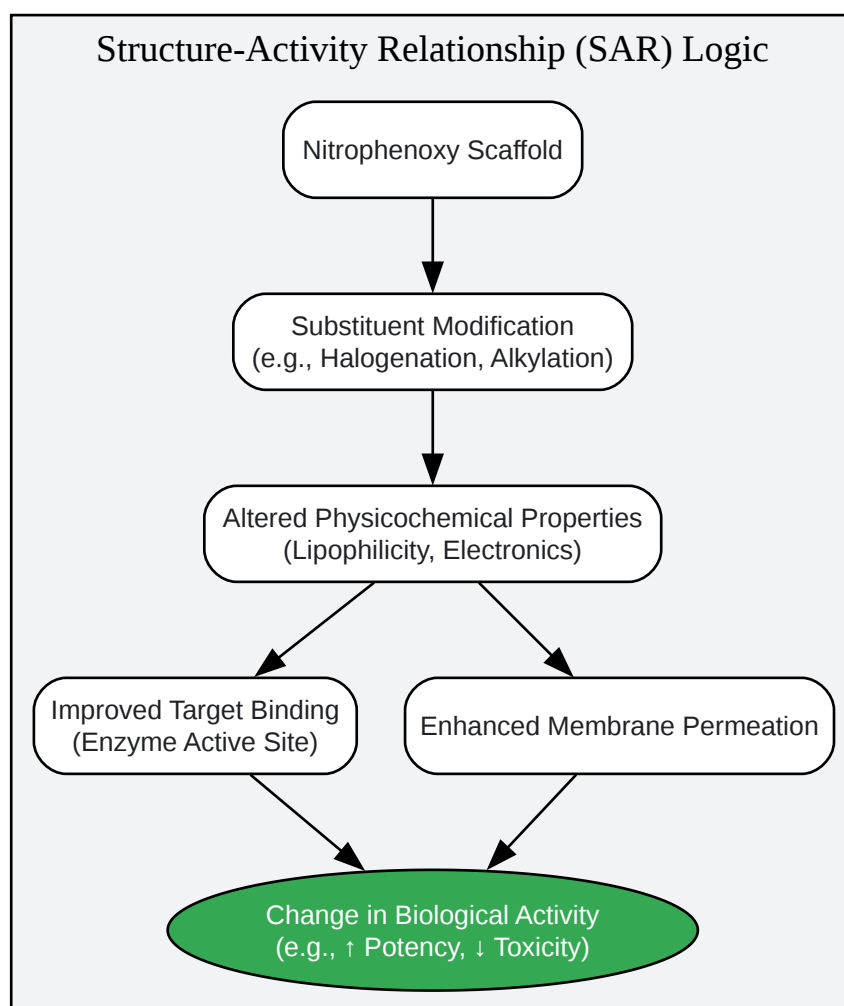 Structure-Activity Relationship (SAR) Logic
Nitrophenoxy Scaffold
Substituent Modification
(e.g., Halogenation, Alkylation)
Altered Physicochemical Properties
(Lipophilicity, Electronics)
Improved Target Binding
(Enzyme Active Site)
Enhanced Membrane Permeation
Change in Biological Activity
(e.g., ↑ Potency, ↓ Toxicity)